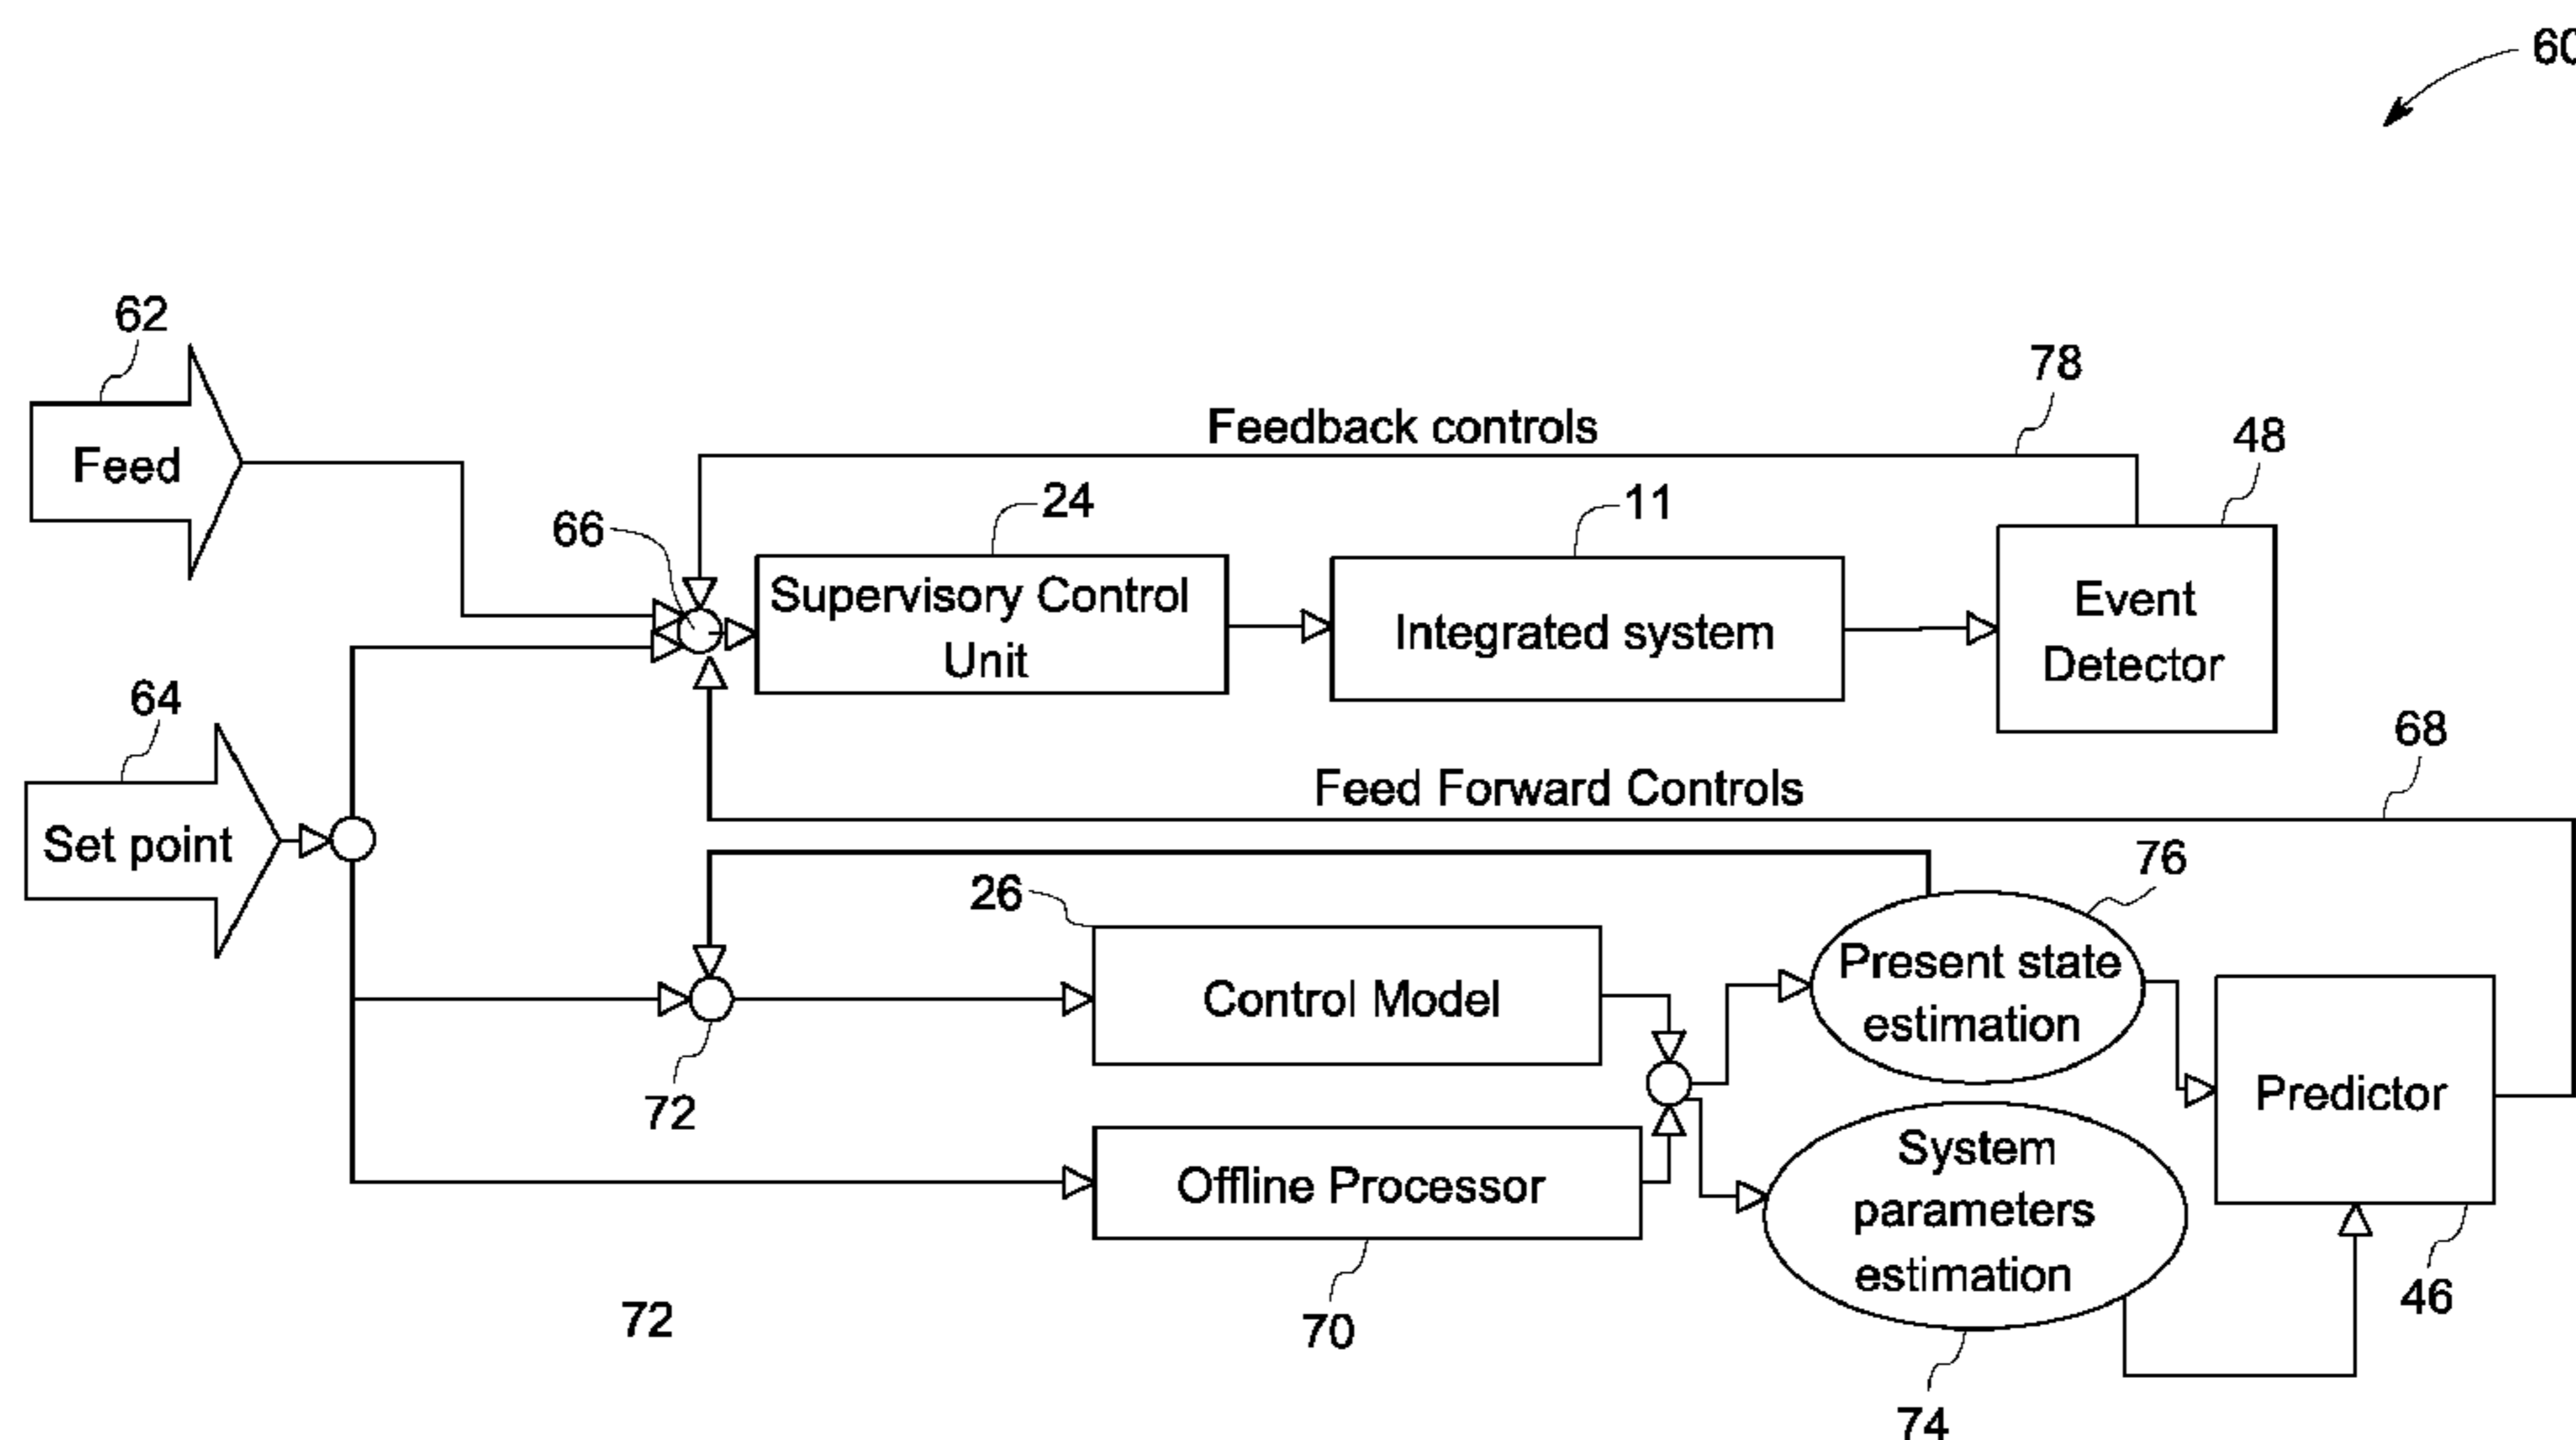 60
62
Feed
Feedback controls
78
48
66
24
11
Supervisory Control
Unit
Integrated system
Event
Detector
64
Set point
Feed Forward Controls
68
26
76
Control Model
Present state
estimation
72
Predictor
Offline Processor
System
parameters
estimation
46
72
70
74